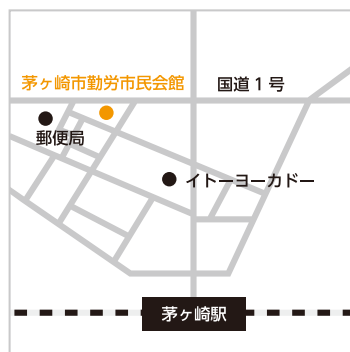 茅ヶ崎市勤労市民会館
国道1号
郵便局
イトーヨーカドー
茅ヶ崎駅